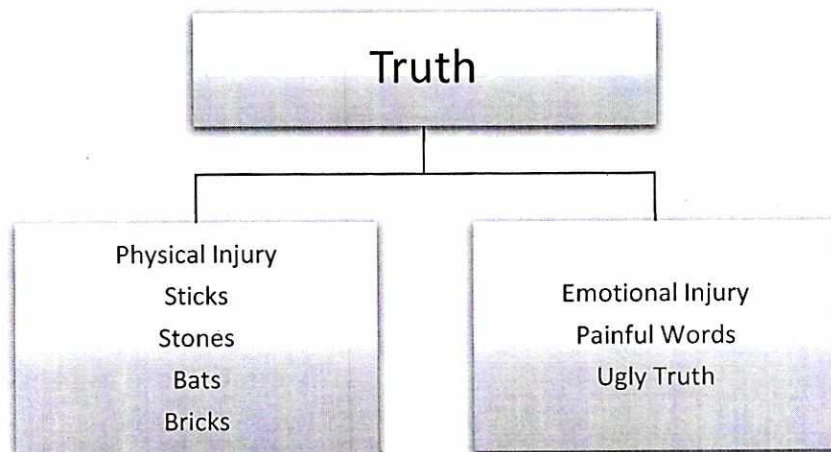 Truth
Physical Injury
Sticks
Stones
Bats
Bricks
Emotional Injury
Painful Words
Ugly Truth